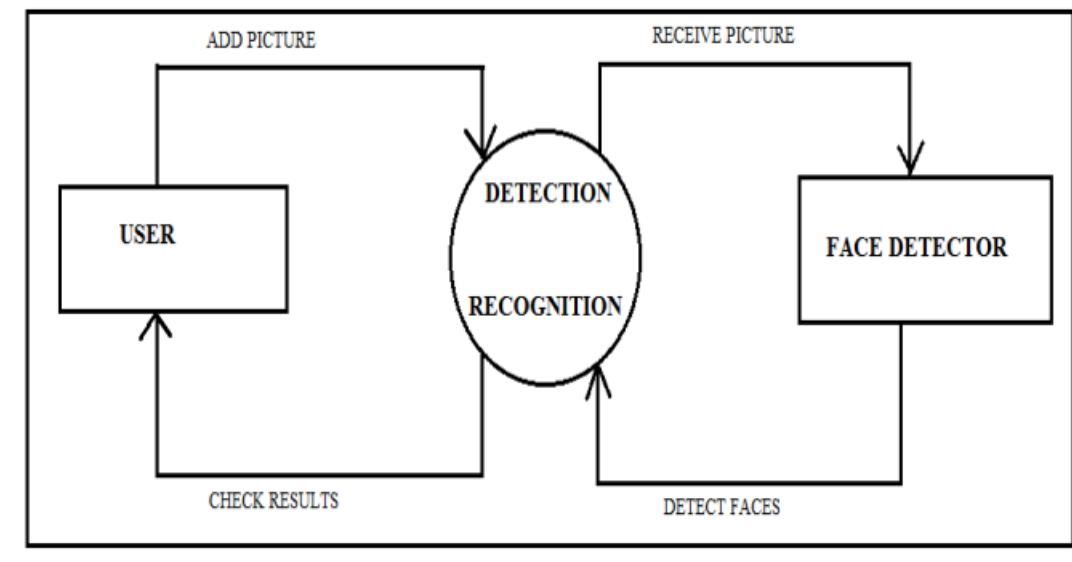 ADD PICTURE
RECEIVE PICTURE
DETECTION
USER
FACE DETECTOR
RECOGNITION
CHECK RESULTS
DETECT FACES